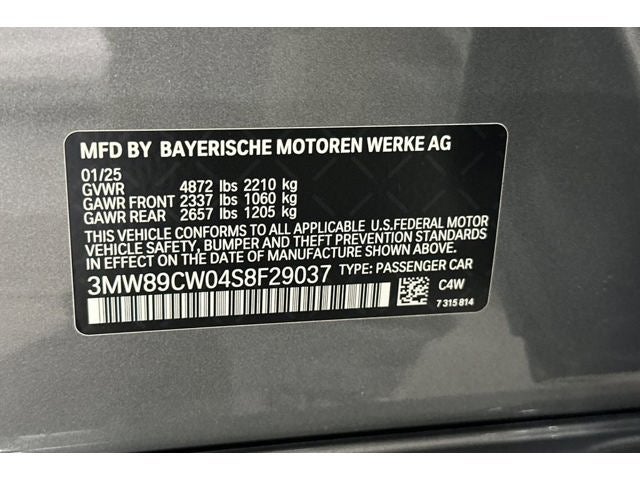 MFD BY BAYERISCHE MOTOREN WERKE AG
01/25
GVWR 4872 lbs 2210 kg
GAWR FRONT 2337 lbs 1060 kg
GAWR REAR 2657 lbs 1205 kg
THIS VEHICLE CONFORMS TO ALL APPLICABLE U.S.FEDERAL MOTOR
VEHICLE SAFETY, BUMPER AND THEFT PREVENTION STANDARDS
IN EFFECT ON THE DATE OF MANUFACTURE SHOWN ABOVE.
3MW89CW04S8F29037 TYPE: PASSENGER CAR
C4W
7 315 814